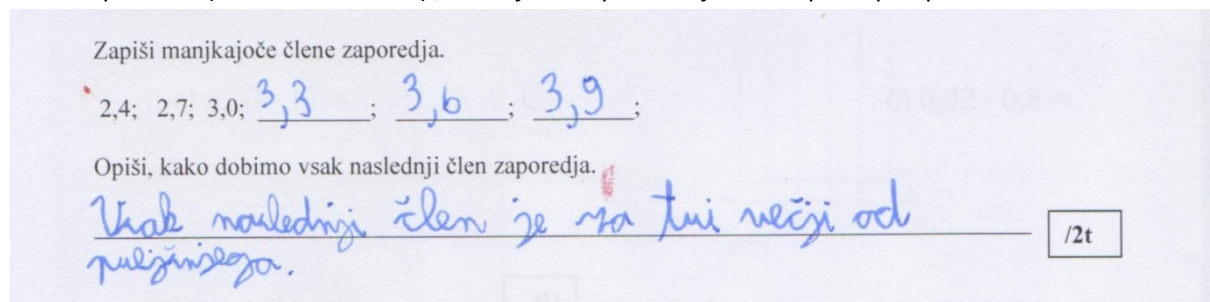 Zapiši manjkajoče člene zaporedja.
2,4; 2,7; 3,0; 3,3; 3,6; 3,9;
Opiši, kako dobimo vsak naslednji člen zaporedja.
Vsak naslednji člen je za tri večji od
prejšnjega.
/2t